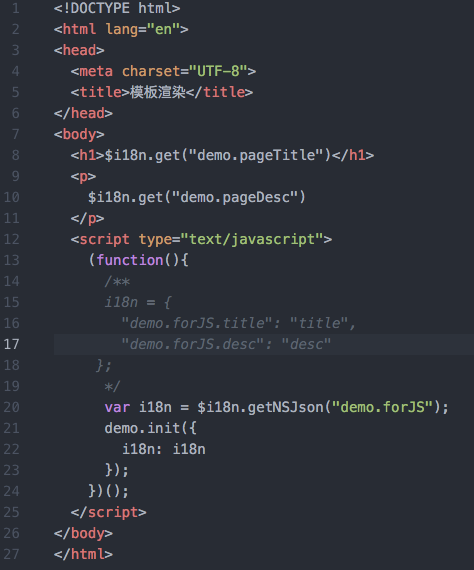 1 <!DOCTYPE html>
2 <html lang="en">
3 <head>
4   <meta charset="UTF-8">
5   <title>模板渲染</title>
6 </head>
7 <body>
8   <h1>$i18n.get("demo.pageTitle")</h1>
9   <p>
10     $i18n.get("demo.pageDesc")
11   </p>
12   <script type="text/javascript">
13     (function(){
14       /**
15       i18n = {
16         "demo.forJS.title": "title",
17         "demo.forJS.desc": "desc"
18      };
19       */
20       var i18n = $i18n.getNSJson("demo.forJS");
21       demo.init({
22         i18n: i18n
23       });
24     })();
25   </script>
26 </body>
27 </html>